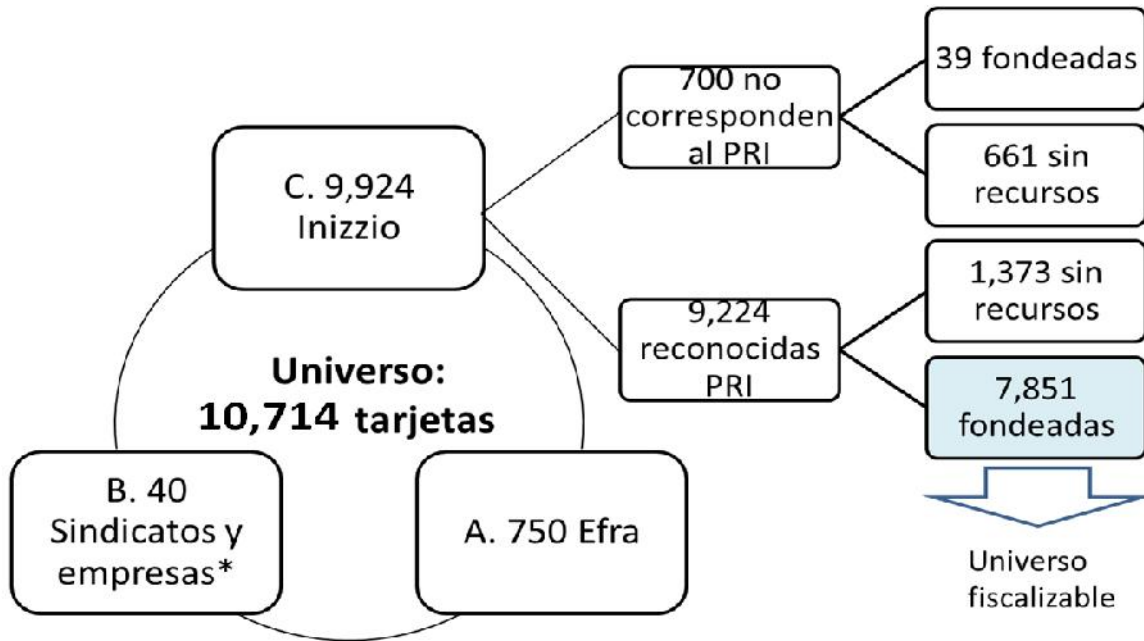 C. 9,924
Inizzio
Universo:
10,714 tarjetas
B. 40
Sindicatos y
empresas*
A. 750 Efra
700 no
corresponden
al PRI
9,224
reconocidas
PRI
39 fondeadas
661 sin
recursos
1,373 sin
recursos
7,851
fondeadas
Universo
fiscalizable